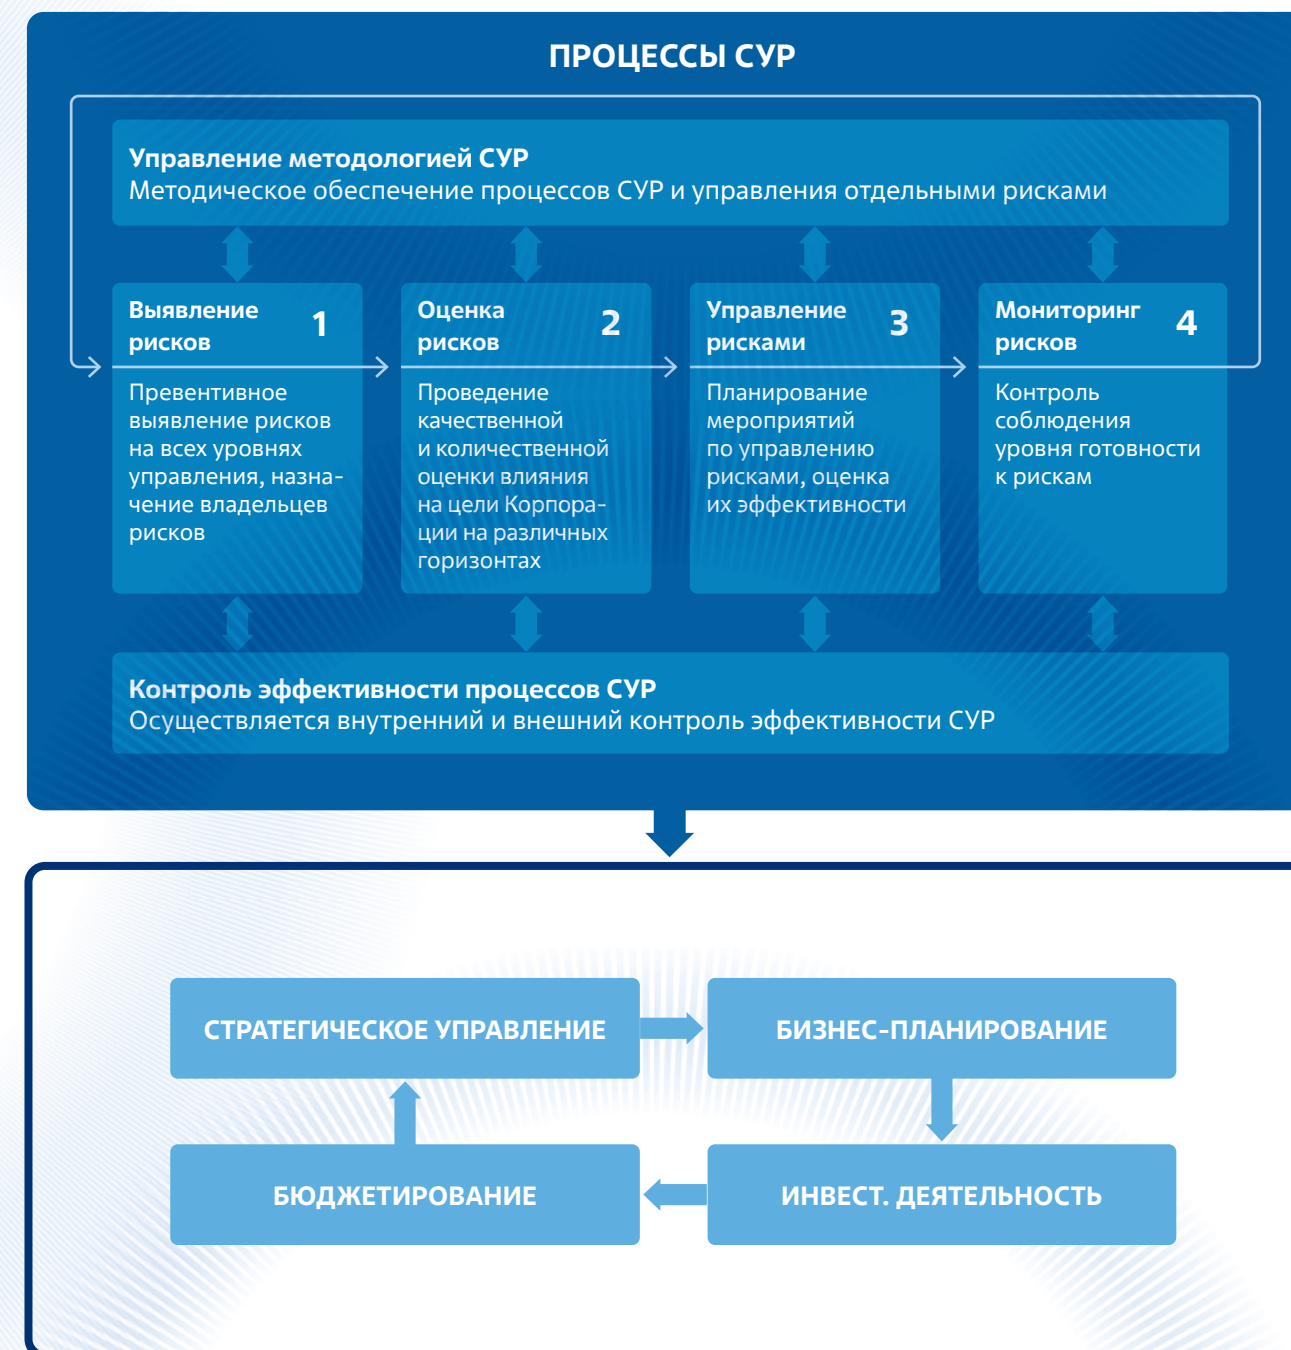 ПРОЦЕССЫ СУР
Управление методологией СУР
Методическое обеспечение процессов СУР и управления отдельными рисками
Выявление
рисков
1
Превентивное
выявление рисков
на всех уровнях
управления, назна-
чение владельцев
рисков
Оценка
рисков
2
Проведение
качественной
и количественной
оценки влияния
на цели Корпора-
ции на различных
горизонтах
Управление
рисками
3
Планирование
мероприятий
по управлению
рисками, оценка
их эффективности
Мониторинг
рисков
4
Контроль
соблюдения
уровня готовности
к рискам
Контроль эффективности процессов СУР
Осуществляется внутренний и внешний контроль эффективности СУР
СТРАТЕГИЧЕСКОЕ УПРАВЛЕНИЕ
БИЗНЕС-ПЛАНИРОВАНИЕ
БЮДЖЕТИРОВАНИЕ
ИНВЕСТ. ДЕЯТЕЛЬНОСТЬ